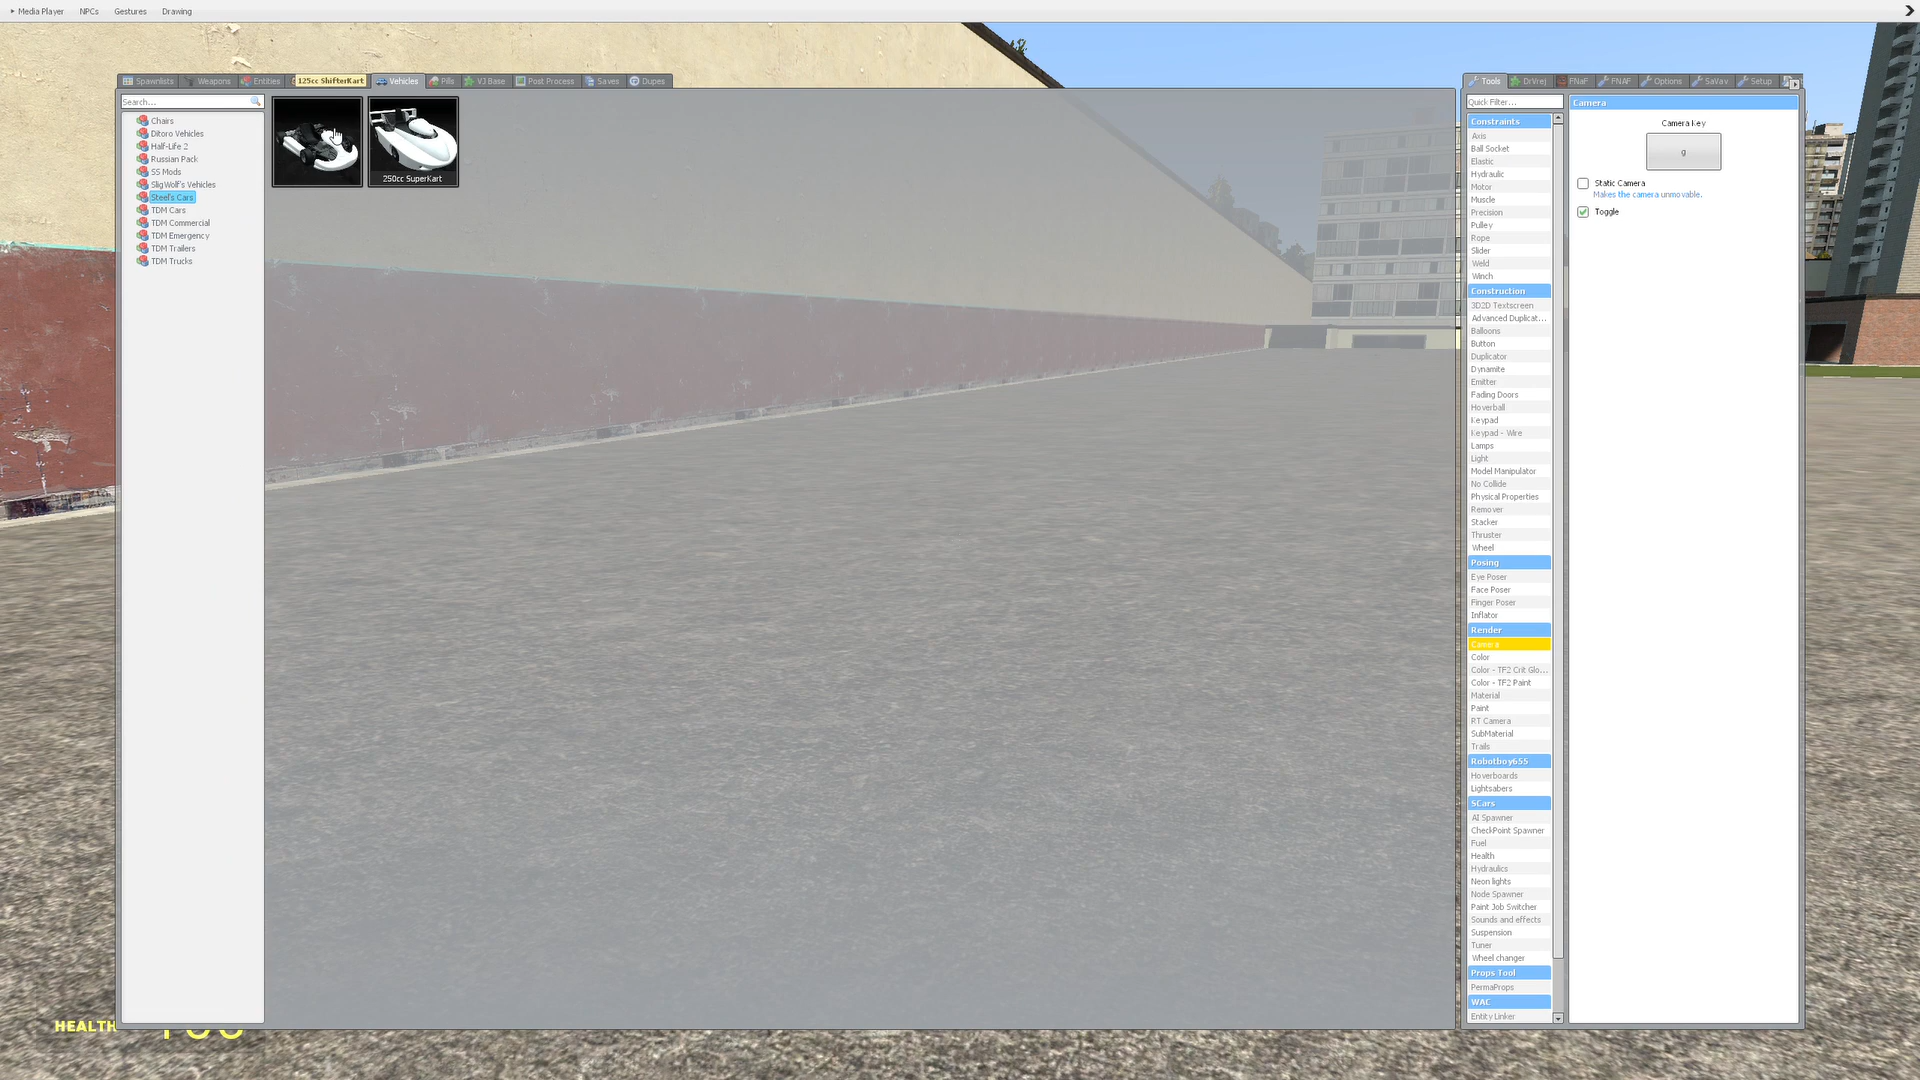 Media Player NPCs Gestures Drawing
Spawnlists Weapons Entities 125cc ShifterKart Vehicles Pills VJ Base Post Process Saves Dupes
Search...
Chairs
Ditoro Vehicles
Half-Life 2
Russian Pack
SS Mods
SligWolf's Vehicles
Steel's Cars
TDM Cars
TDM Commercial
TDM Emergency
TDM Trailers
TDM Trucks
250cc SuperKart
HEALTH
Tools DrVrej FNaF FNAF Options SaVav Setup
Quick Filter...
Constraints
Axis
Ball Socket
Elastic
Hydraulic
Motor
Muscle
Precision
Pulley
Rope
Slider
Weld
Winch
Construction
3D2D Textscreen
Advanced Duplicat...
Balloons
Button
Duplicator
Dynamite
Emitter
Fading Doors
Hoverball
Keypad
Keypad - Wire
Lamps
Light
Model Manipulator
No Collide
Physical Properties
Remover
Stacker
Thruster
Wheel
Posing
Eye Poser
Face Poser
Finger Poser
Inflator
Render
Camera
Color
Color - TF2 Crit Glo...
Color - TF2 Paint
Material
Paint
RT Camera
SubMaterial
Trails
Robotboy655
Hoverboards
Lightsabers
SCars
AI Spawner
CheckPoint Spawner
Fuel
Health
Hydraulics
Neon lights
Node Spawner
Paint Job Switcher
Sounds and effects
Suspension
Tuner
Wheel changer
Props Tool
PermaProps
WAC
Entity Linker
Camera
Camera Key
g
Static Camera
Makes the camera unmovable.
Toggle